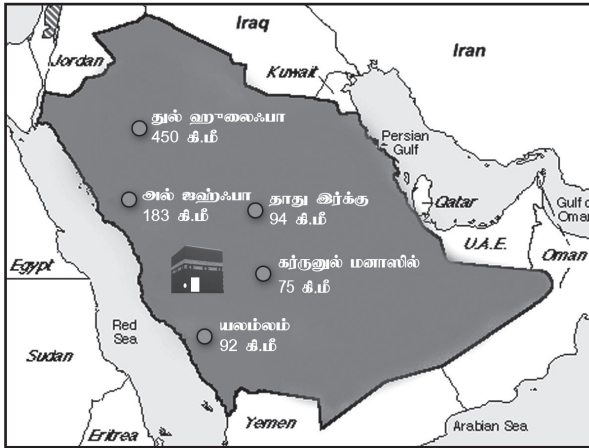 Iraq
Iran
Jordan
Kuwait
துல் ஹுலைஃபா
450 கி.மீ
Persian
Gulf
அல் ஜஹ்ஃபா
183 கி.மீ
தாது இர்க்கு
94 கி.மீ
Qatar
Gulf o
Oman
U.A.E.
Oman
Egypt
கர்ருனுல் மனாஸில்
75 கி.மீ
Red
Sea
யலம்லம்
92 கி.மீ
Sudan
Eritrea
Yemen
Arabian Sea